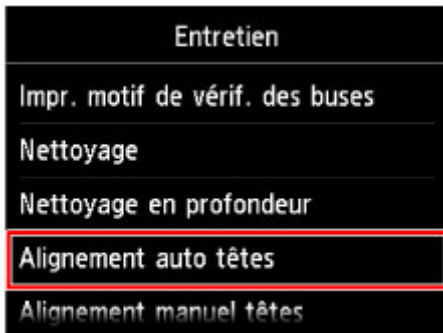 Entretien
Impr. motif de vérif. des buses
Nettoyage
Nettoyage en profondeur
Alignement auto têtes
Alignement manuel têtes